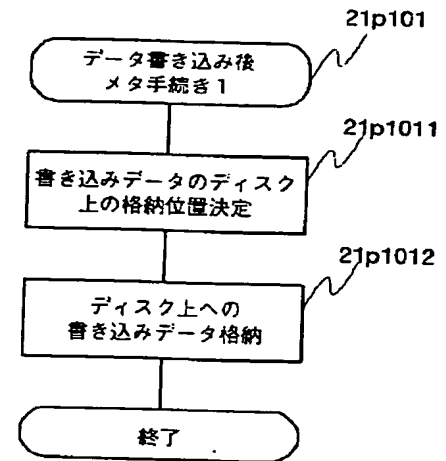 21p101
データ書き込み後
メタ手続き1
21p1011
書き込みデータのディスク
上の格納位置決定
21p1012
ディスク上への
書き込みデータ格納
終了